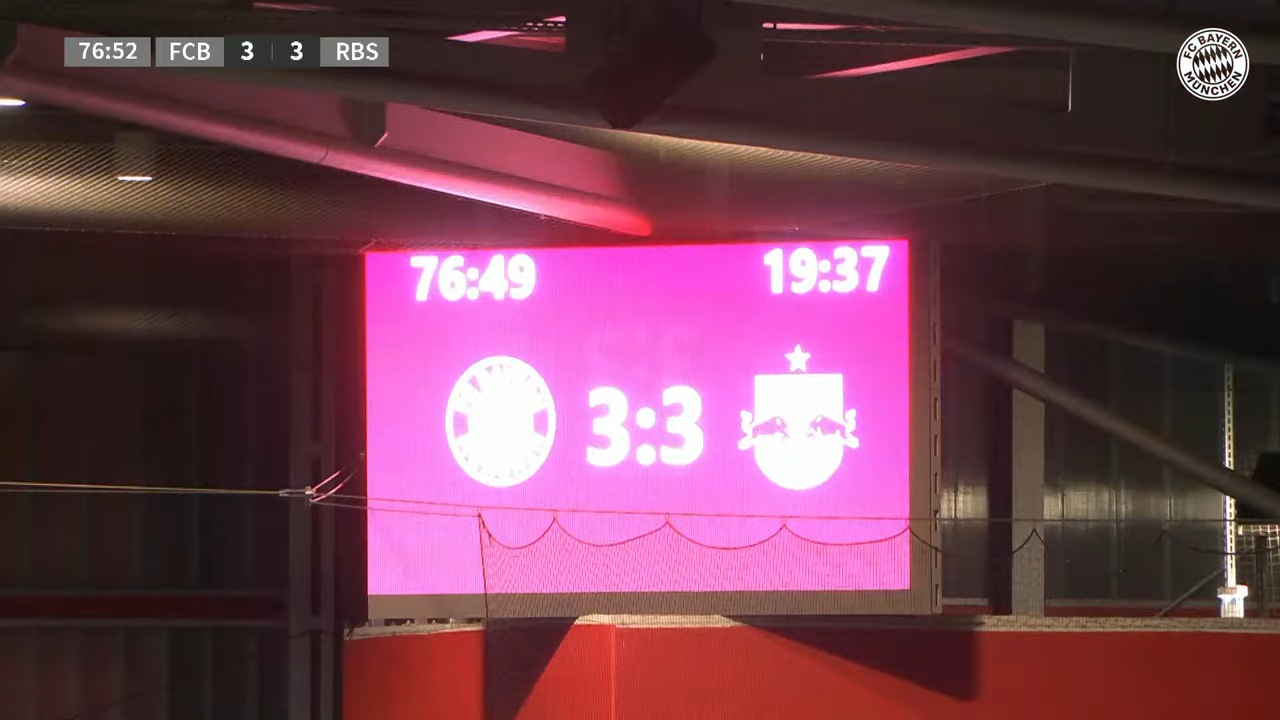 76:52 FCB 3 3 RBS
FC BAYERN
MÜNCHEN
76:49 19:37
3:3